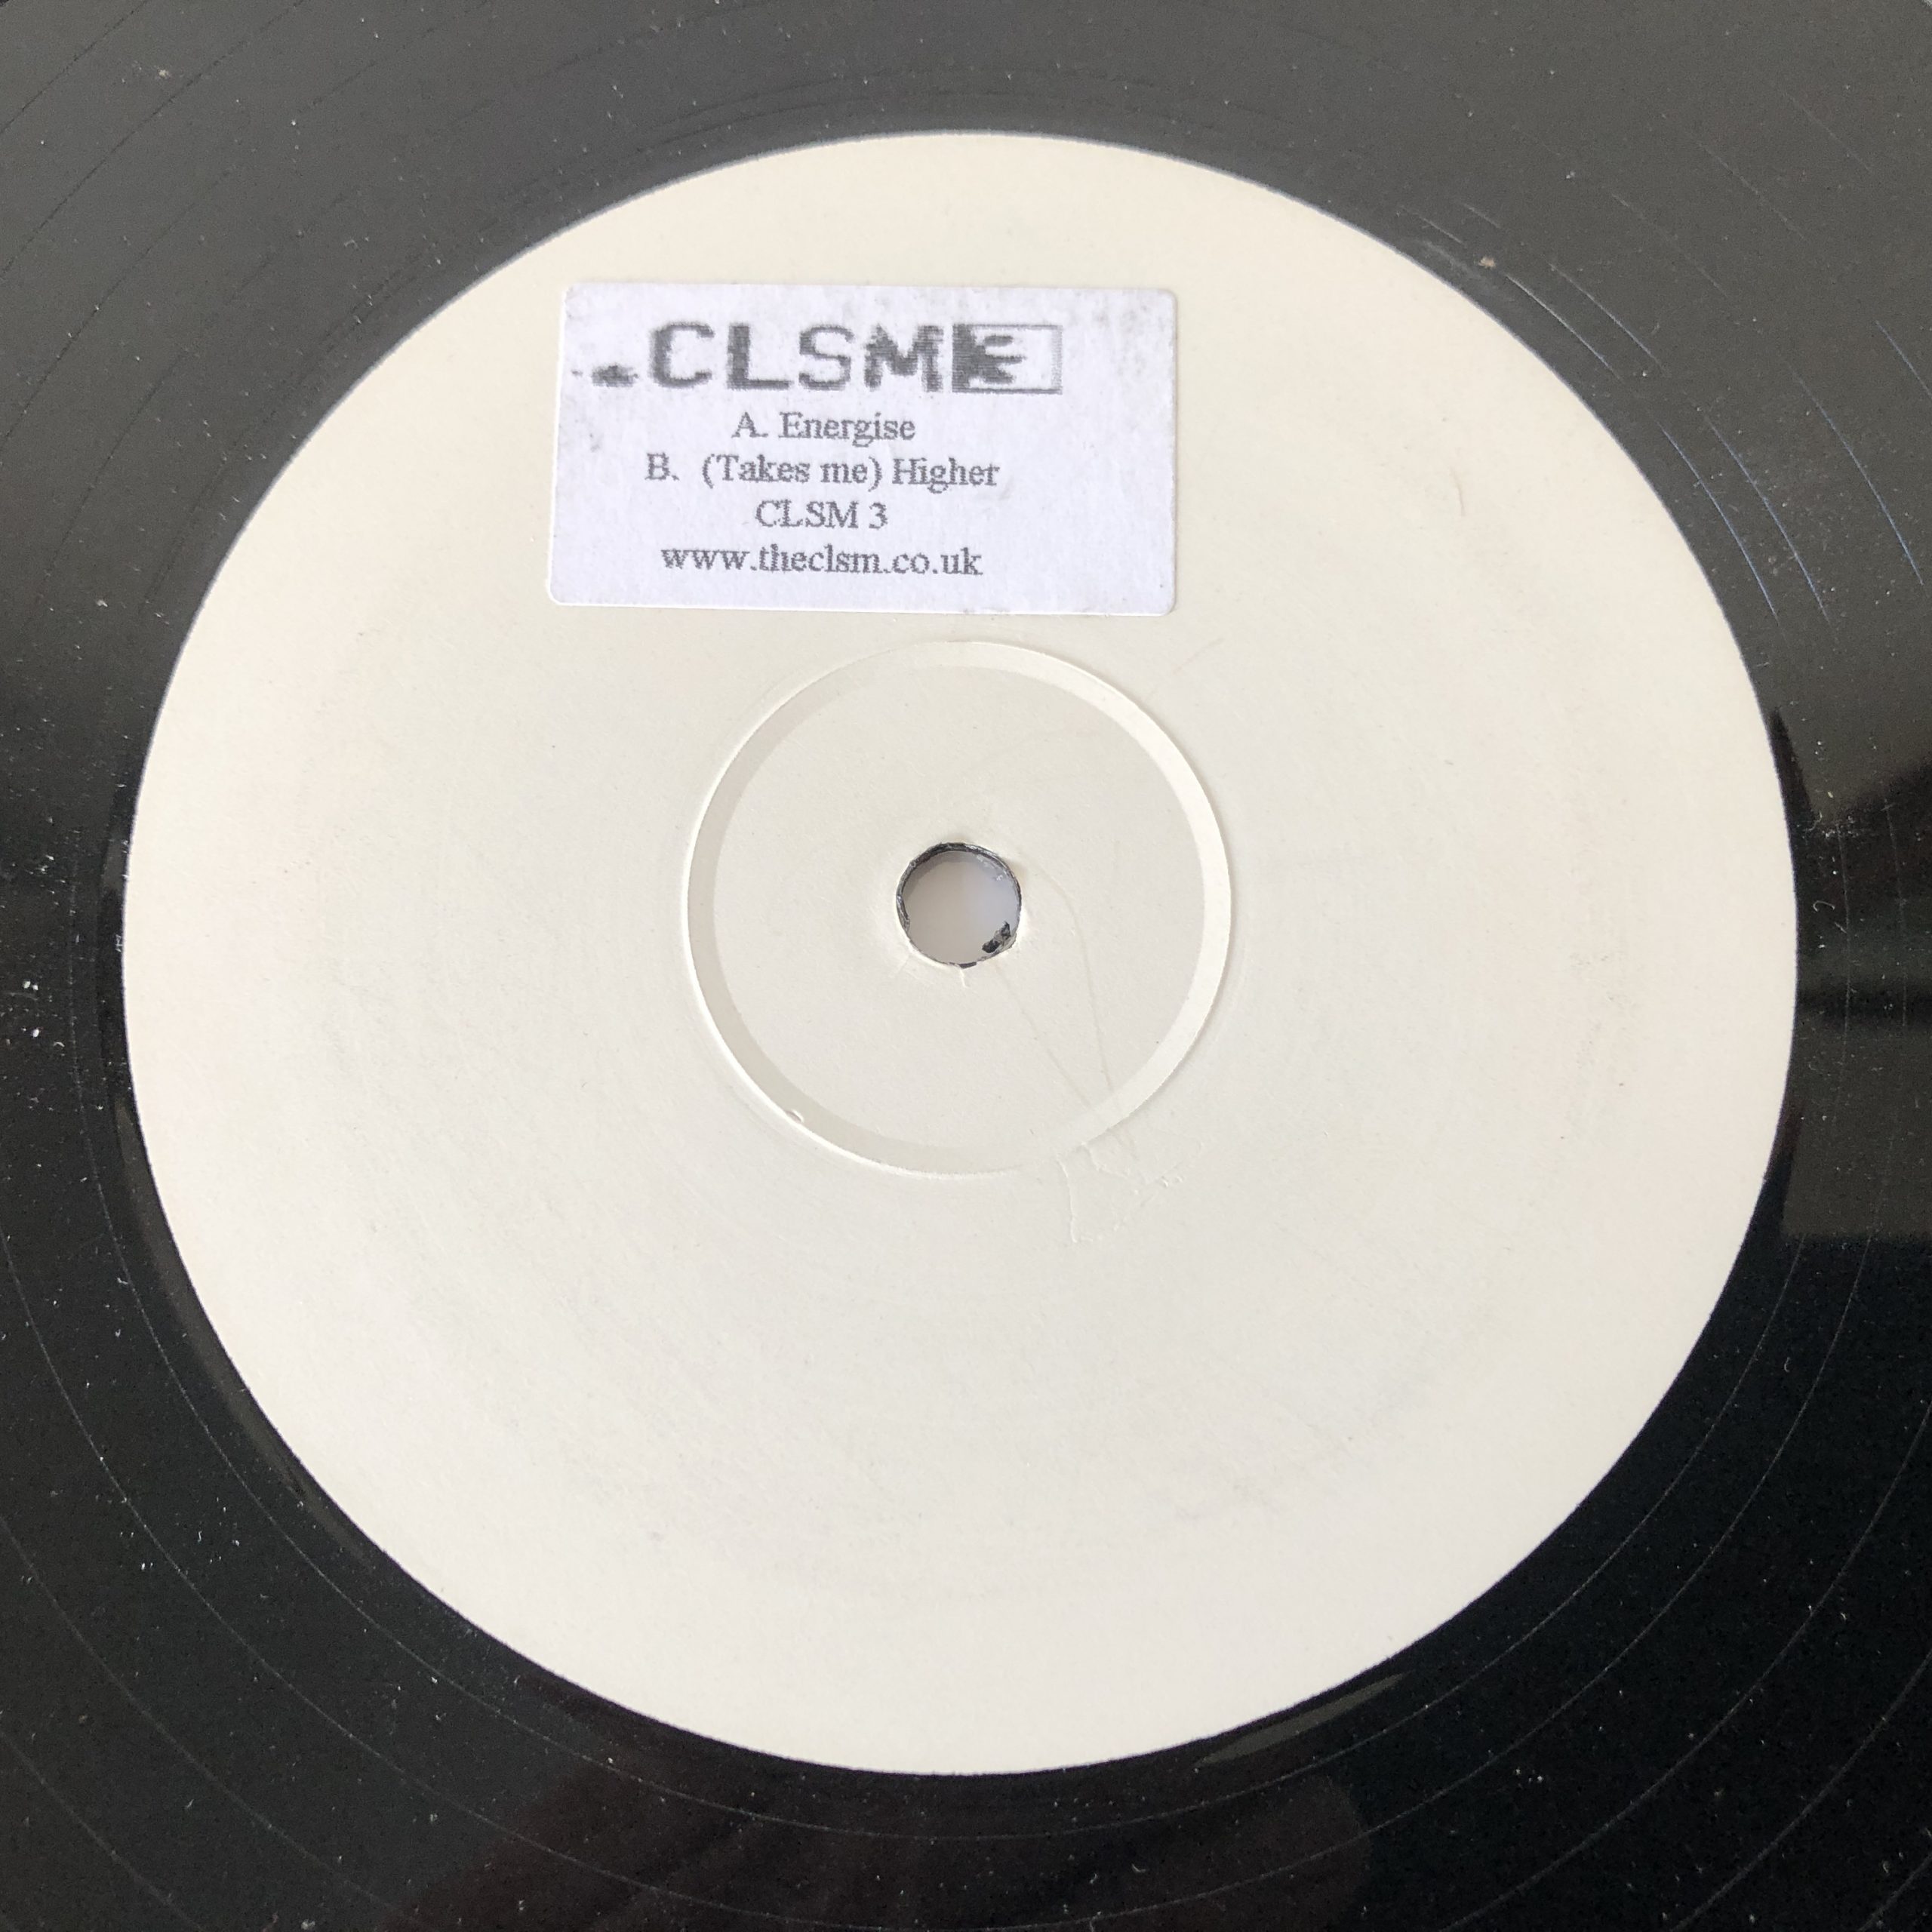 .CLSM
A. Energise
B. (Takes me) Higher
CLSM 3
www.theclsm.co.uk